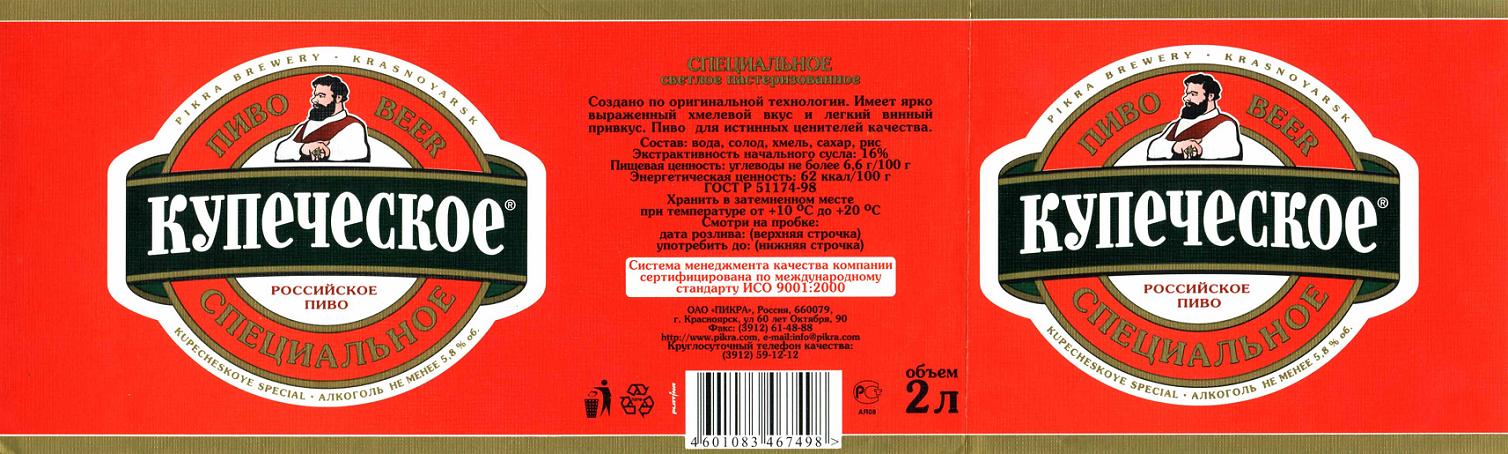 PIKRA BREWERY · KRASNOYARSK
ПИВО BEER
КУПЕЧЕСКОЕ®
РОССИЙСКОЕ
ПИВО
СПЕЦИАЛЬНОЕ
KUPECHESKOYE SPECIAL · АЛКОГОЛЬ НЕ МЕНЕЕ 5,8 % об.
СПЕЦИАЛЬНОЕ
светлое пастеризованное
Создано по оригинальной технологии. Имеет ярко
выраженный хмелевой вкус и легкий винный
привкус. Пиво для истинных ценителей качества.
Состав: вода, солод, хмель, сахар, рис
Экстрактивность начального сусла: 16%
Пищевая ценность: углеводы не более 6,6 г/100 г
Энергетическая ценность: 62 ккал/100 г
ГОСТ Р 51174-98
Хранить в затемненном месте
при температуре от +10 °С до +20 °С
Смотри на пробке:
дата розлива: (верхняя строчка)
употребить до: (нижняя строчка)
Система менеджмента качества компании
сертифицирована по международному
стандарту ИСО 9001:2000
ОАО «ПИКРА», Россия, 660079,
г. Красноярск, ул 60 лет Октября, 90
Факс: (3912) 61-48-88
http://www.pikra.com, e-mail:info@pikra.com
Круглосуточный телефон качества:
(3912) 59-12-12
4 601083 467498 >
АЯ08
объем
2 л
PIKRA BREWERY · KRASNOYARSK
ПИВО BEER
КУПЕЧЕСКОЕ®
РОССИЙСКОЕ
ПИВО
СПЕЦИАЛЬНОЕ
KUPECHESKOYE SPECIAL · АЛКОГОЛЬ НЕ МЕНЕЕ 5,8 % об.